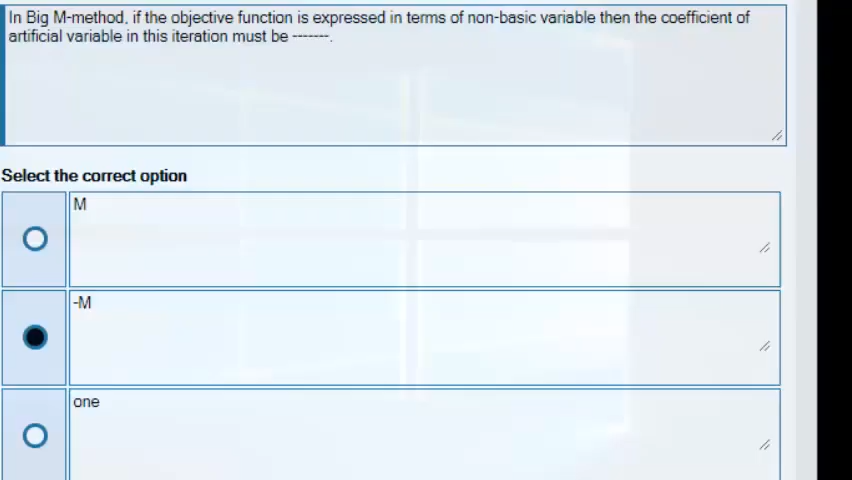 In Big M-method, if the objective function is expressed in terms of non-basic variable then the coefficient of
artificial variable in this iteration must be -------.
Select the correct option
M
-M
one